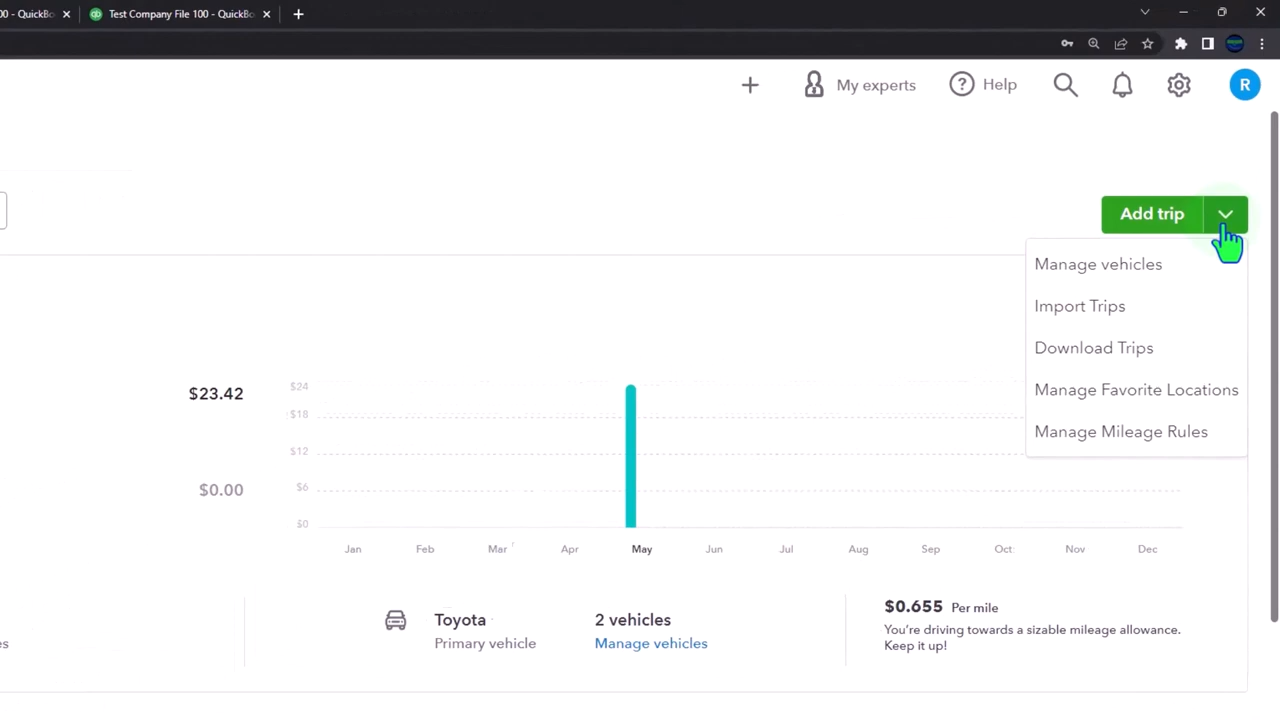 00 - QuickBo
Test Company File 100 - QuickBo
My experts
Help
R
Add trip
Manage vehicles
Import Trips
Download Trips
Manage Favorite Locations
Manage Mileage Rules
$23.42
$0.00
$24
$18
$12
$6
$0
Jan Feb Mar Apr May Jun Jul Aug Sep Oct Nov Dec
es
Toyota
Primary vehicle
2 vehicles
Manage vehicles
$0.655 Per mile
You're driving towards a sizable mileage allowance.
Keep it up!